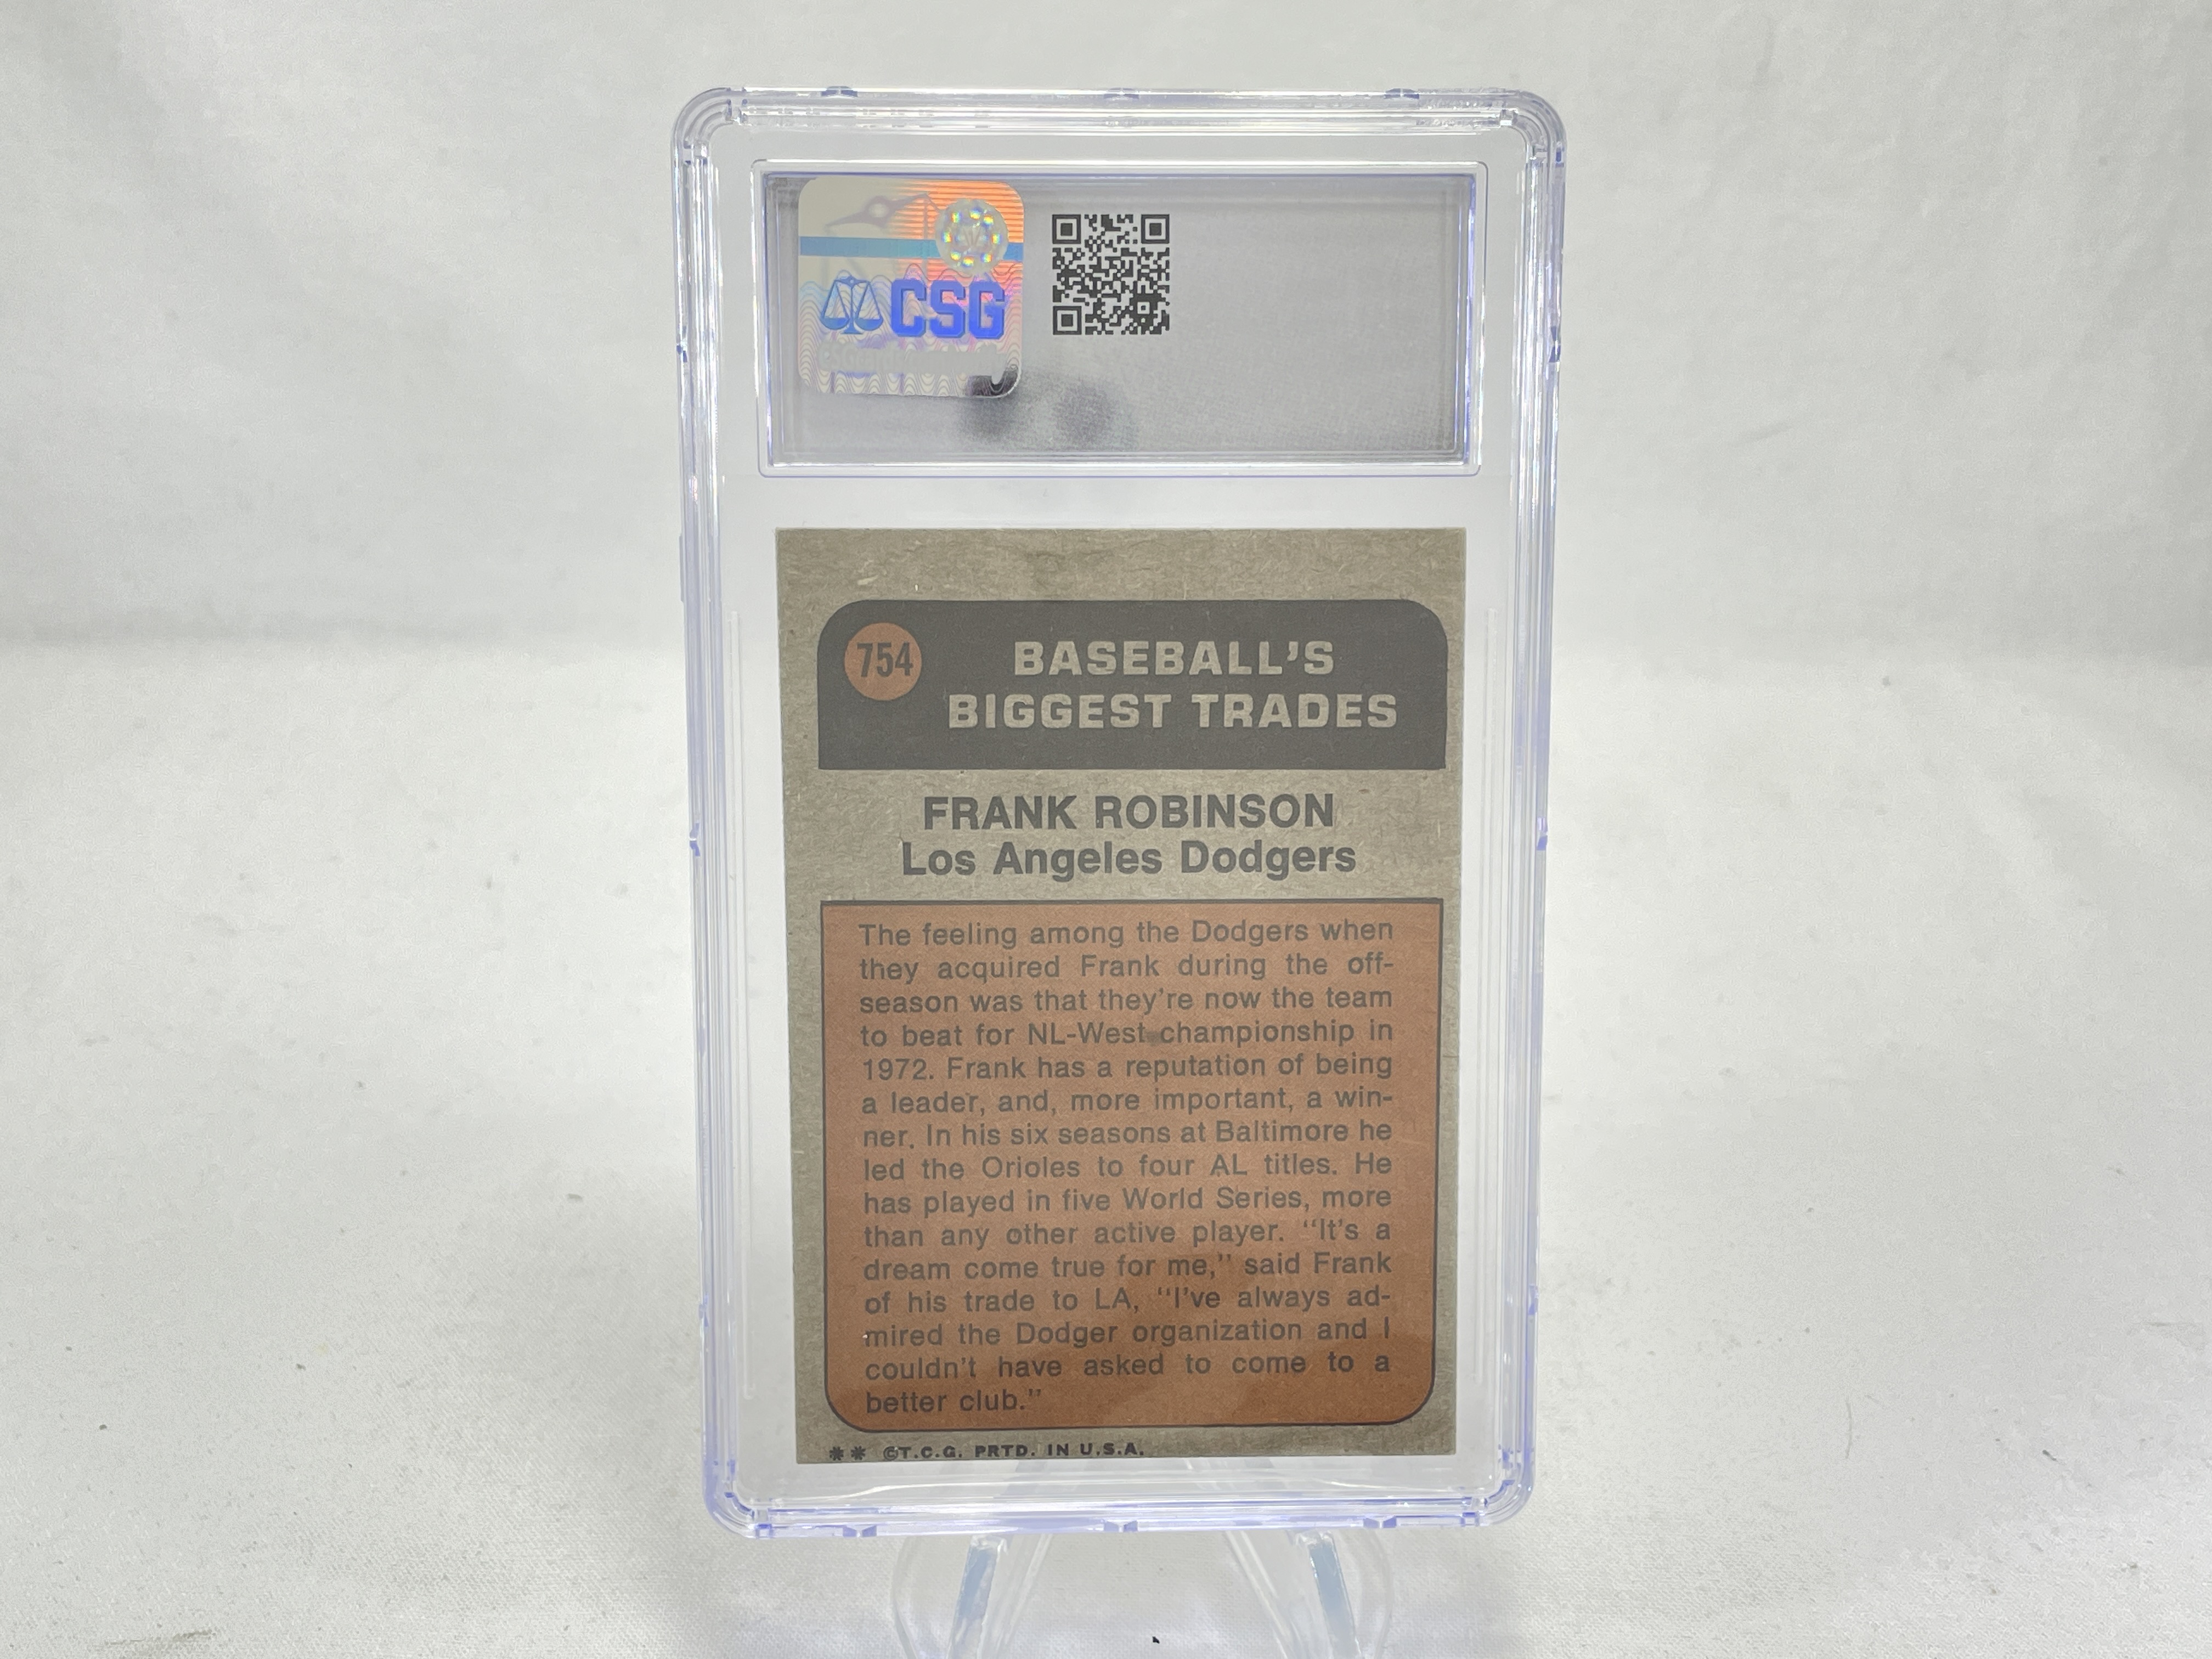 CSG
754
BASEBALL'S
BIGGEST TRADES
FRANK ROBINSON
Los Angeles Dodgers
The feeling among the Dodgers when
they acquired Frank during the off-
season was that they're now the team
to beat for NL-West championship in
1972. Frank has a reputation of being
a leader, and, more important, a win-
ner. In his six seasons at Baltimore he
led the Orioles to four AL titles. He
has played in five World Series, more
than any other active player. "It's a
dream come true for me," said Frank
of his trade to LA, "I've always ad-
mired the Dodger organization and I
couldn't have asked to come to a
better club."
** ©T.C.G. PRTD. IN U.S.A.